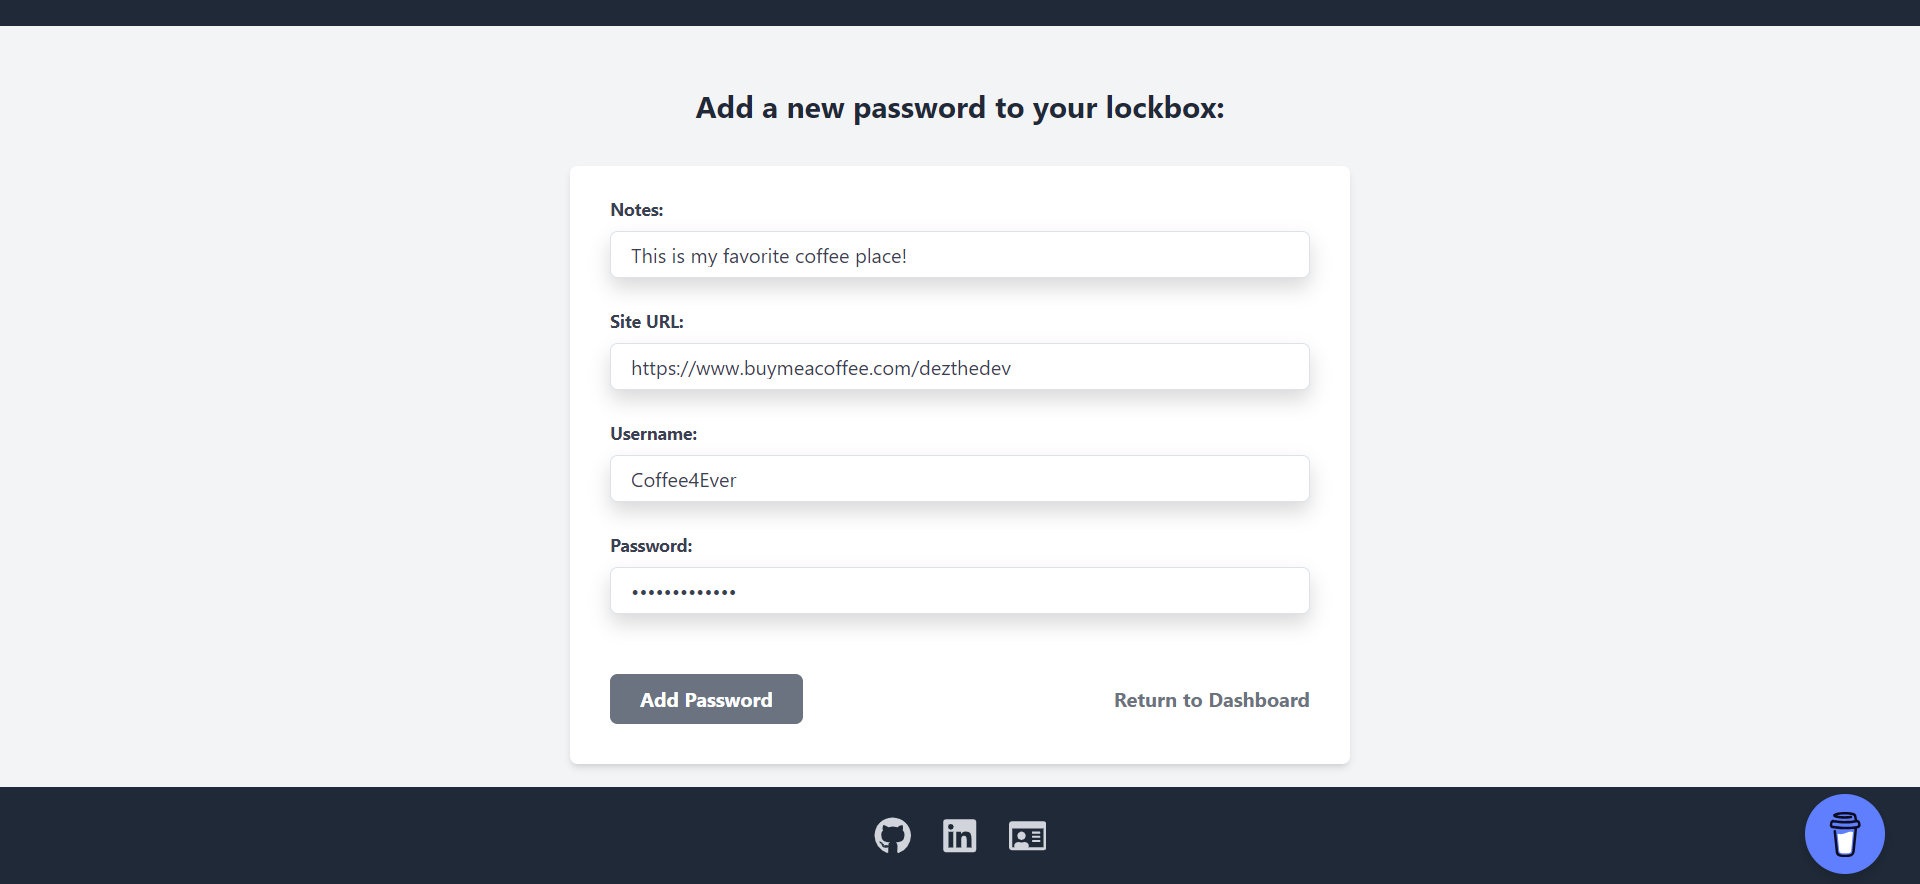 Add a new password to your lockbox:
Notes:
This is my favorite coffee place!
Site URL:
https://www.buymeacoffee.com/dezthedev
Username:
Coffee4Ever
Password:
•••••••••••••
Add Password
Return to Dashboard
in